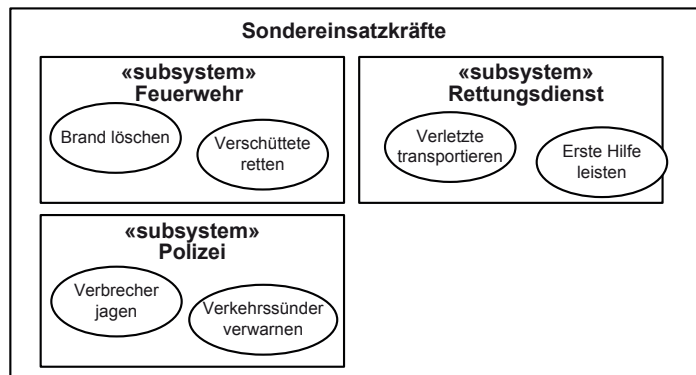 Sondereinsatzkräfte
«subsystem»
Feuerwehr
Brand löschen
Verschüttete
retten
«subsystem»
Rettungsdienst
Verletzte
transportieren
Erste Hilfe
leisten
«subsystem»
Polizei
Verbrecher
jagen
Verkehrssünder
verwarnen